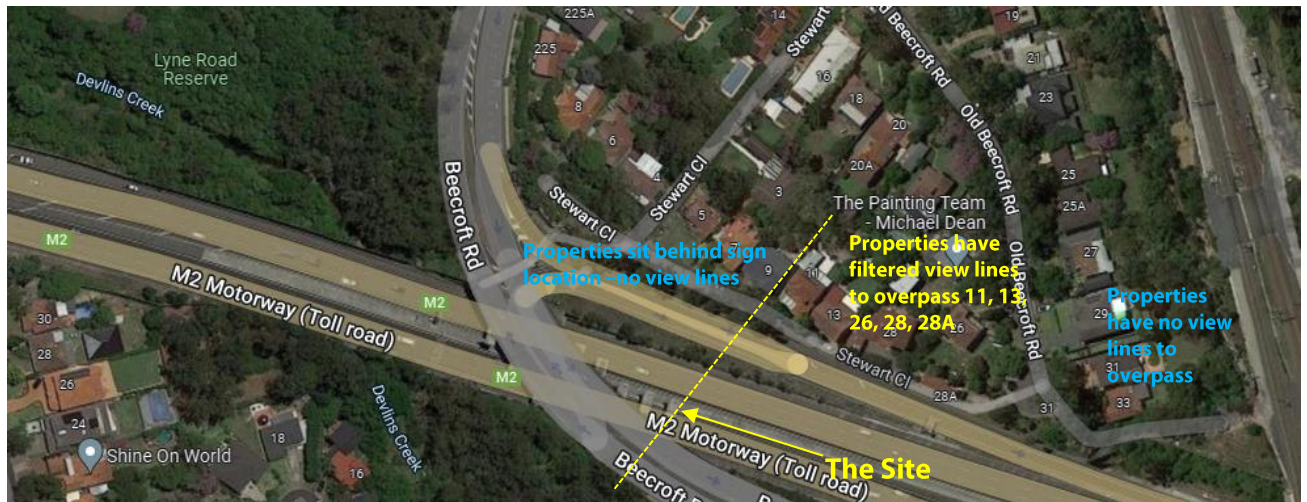 225A
14
19
Stewart
Old Beecroft Rd
Lyne Road
Reserve
225
16
21
Devlins Creek
8
18
23
6
20
Old Beecroft Rd
4
20A
Beecroft Rd
Stewart Cl
Stewart Cl
3
25
5
25A
The Painting Team
- Michael Dean
7
Properties sit behind sign
location –no view lines
Properties have
filtered view lines
to overpass 11, 13,
26, 28, 28A
M2
M2 Motorway (Toll road)
9
11
Old Beecroft Rd
27
Properties
have no view
lines to
overpass
29
M2
30
13
28
26
28
Stewart Cl
31
26
M2
28A
31
33
24
18
Devlins Creek
M2 Motorway (Toll road)
Shine On World
16
The Site
Beecroft Rd